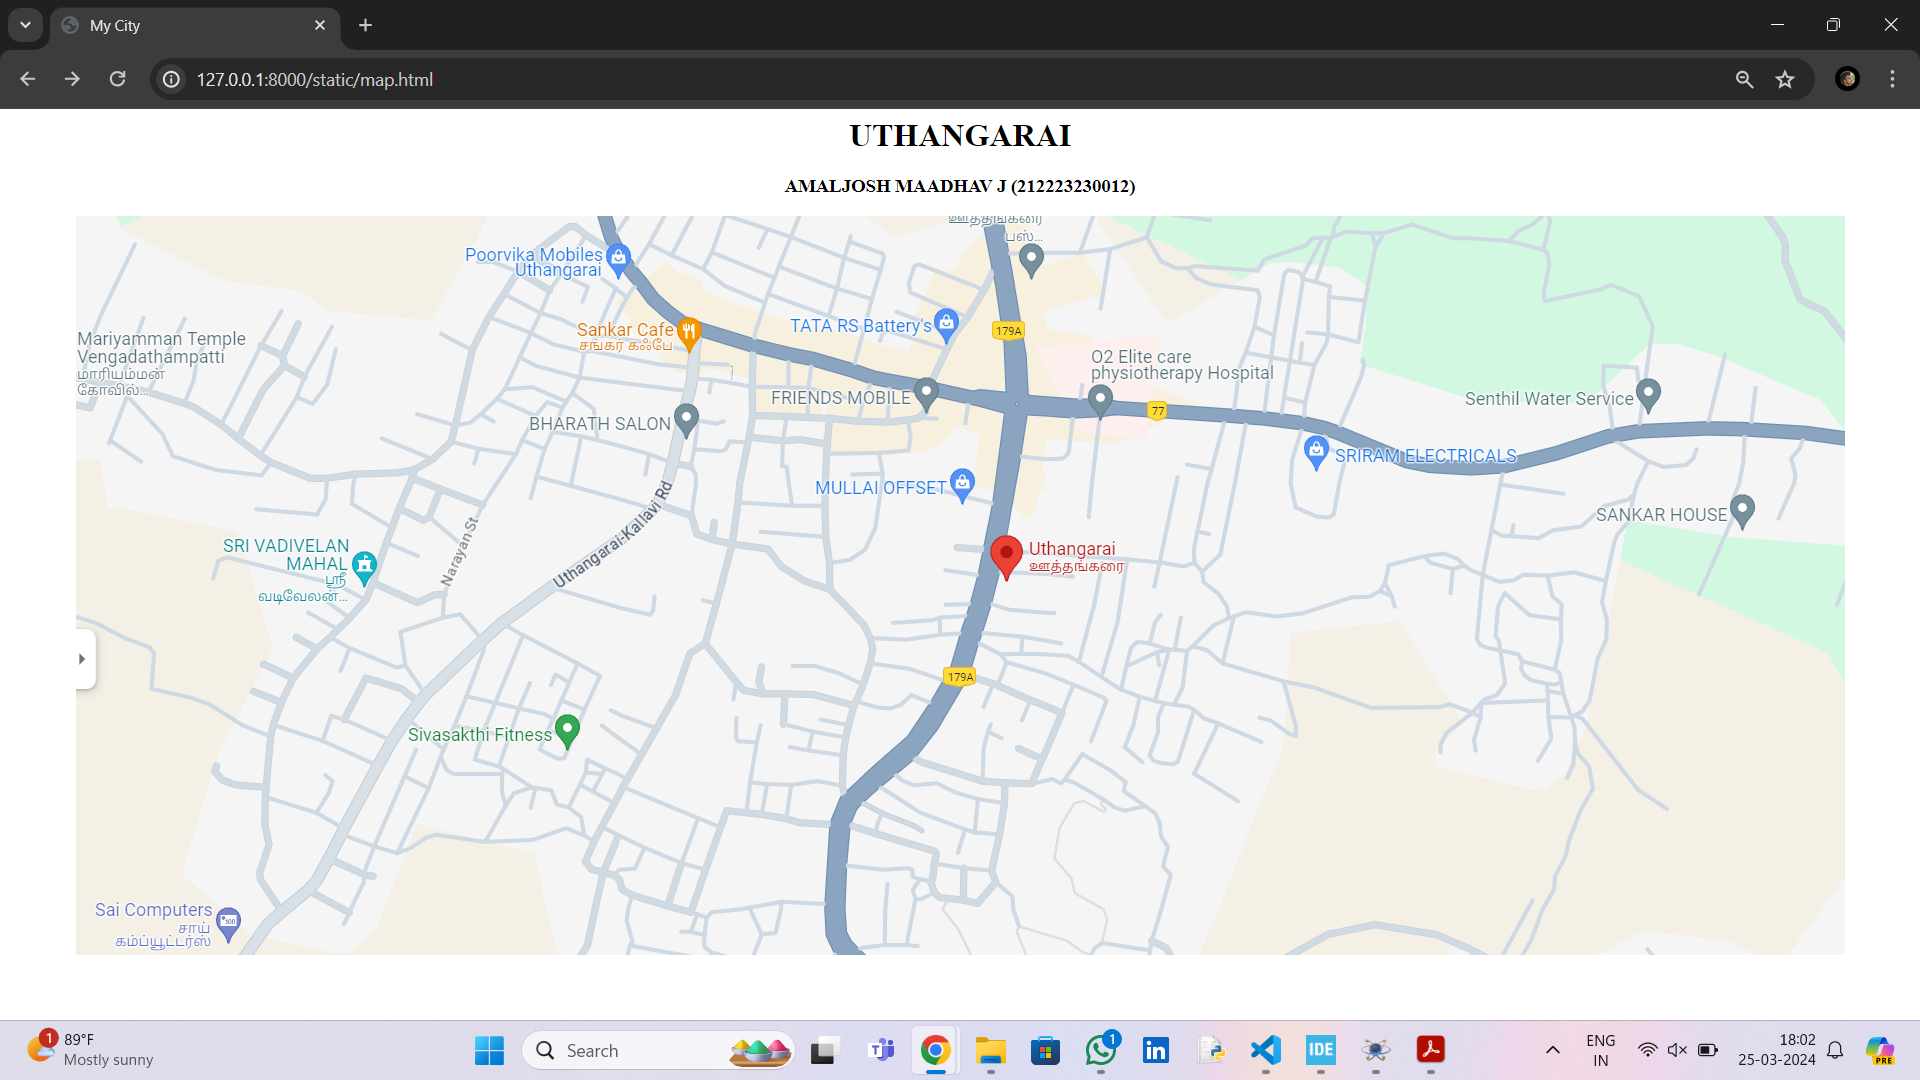 My City
127.0.0.1:8000/static/map.html
UTHANGARAI
AMALJOSH MAADHAV J (212223230012)
ஊத்தங்கரை
பஸ்...
Poorvika Mobiles
Uthangarai
Sankar Cafe
சங்கர் கஃபே
TATA RS Battery's
179A
Mariyamman Temple
Vengadathampatti
மாரியம்மன்
கோவில்...
O2 Elite care
physiotherapy Hospital
FRIENDS MOBILE
77
Senthil Water Service
BHARATH SALON
SRIRAM ELECTRICALS
MULLAI OFFSET
SANKAR HOUSE
Narayan St
Uthangarai-Kallavi Rd
SRI VADIVELAN
MAHAL
ஸ்ரீ
வடிவேலன்...
Uthangarai
ஊத்தங்கரை
179A
Sivasakthi Fitness
Sai Computers
சாய்
கம்ப்யூட்டர்ஸ்
1
89°F
Mostly sunny
Search
1
in
IDE
ENG
IN
18:02
25-03-2024
PRE